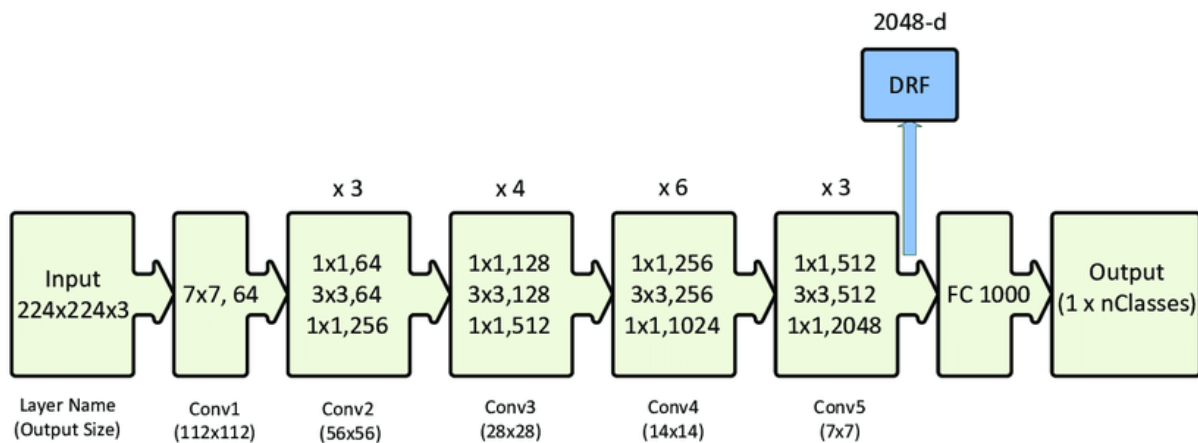 2048-d
DRF
x 3
x 4
x 6
x 3
Input
224x224x3
7x7, 64
1x1,64
3x3,64
1x1,256
1x1,128
3x3,128
1x1,512
1x1,256
3x3,256
1x1,1024
1x1,512
3x3,512
1x1,2048
FC 1000
Output
(1 x nClasses)
Layer Name
(Output Size)
Conv1
(112x112)
Conv2
(56x56)
Conv3
(28x28)
Conv4
(14x14)
Conv5
(7x7)